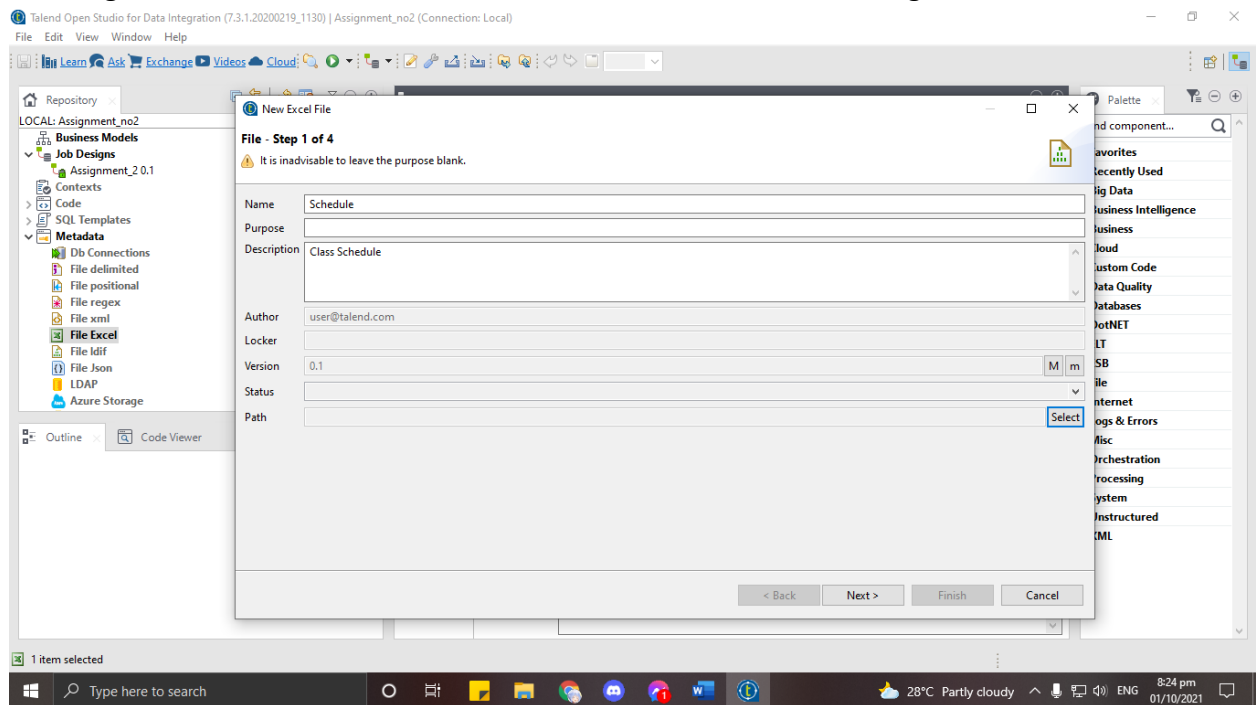 Talend Open Studio for Data Integration (7.3.1.20200219_1130) | Assignment_no2 (Connection: Local)
File Edit View Window Help
Learn Ask Exchange Videos Cloud
Repository
LOCAL: Assignment_no2
Business Models
Job Designs
Assignment_2 0.1
Contexts
Code
SQL Templates
Metadata
Db Connections
File delimited
File positional
File regex
File xml
File Excel
File ldif
File Json
LDAP
Azure Storage
Outline Code Viewer
New Excel File
File - Step 1 of 4
It is inadvisable to leave the purpose blank.
Name Schedule
Purpose
Description Class Schedule
Author user@talend.com
Locker
Version 0.1 M m
Status
Path Select
< Back Next > Finish Cancel
Palette
nd component...
avorites
ecently Used
ig Data
usiness Intelligence
usiness
loud
ustom Code
ata Quality
atabases
otNET
LT
SB
ile
nternet
ogs & Errors
Misc
rchestration
rocessing
ystem
nstructured
ML
1 item selected
Type here to search
28°C Partly cloudy ENG 8:24 pm
01/10/2021